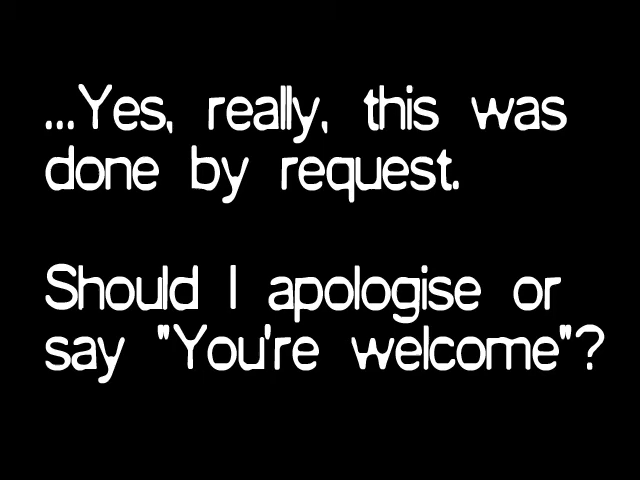 ...Yes, really, this was
done by request.
Should I apologise or
say "You're welcome"?